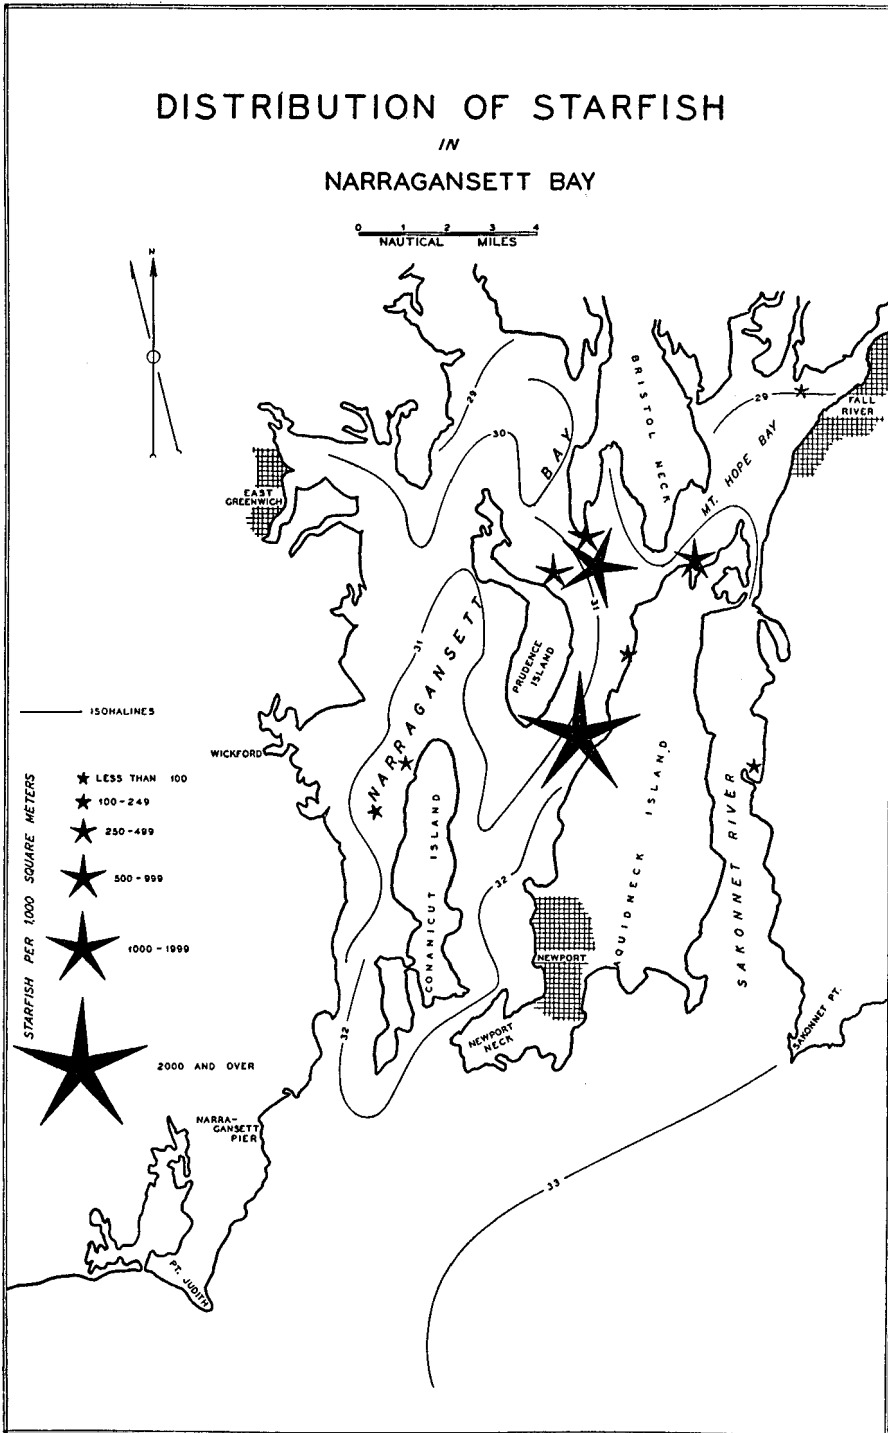 DISTRIBUTION OF STARFISH
IN
NARRAGANSETT BAY
0 1 2 3 4
NAUTICAL MILES
N
29
30
BAY
BRISTOL NECK
29
FALL
RIVER
MT. HOPE BAY
EAST
GREENWICH
31
31
NARRAGANSETT
PRUDENCE
ISLAND
ISOHALINES
WICKFORD
STARFISH PER 1,000 SQUARE METERS
LESS THAN 100
100-249
250-499
500-999
1000-1999
2000 AND OVER
CONANICUT ISLAND
32
QUIDNECK ISLAND
SAKONNET RIVER
NEWPORT
32
NEWPORT
NECK
SAKONNET PT.
NARRA-
GANSETT
PIER
33
PT. JUDITH